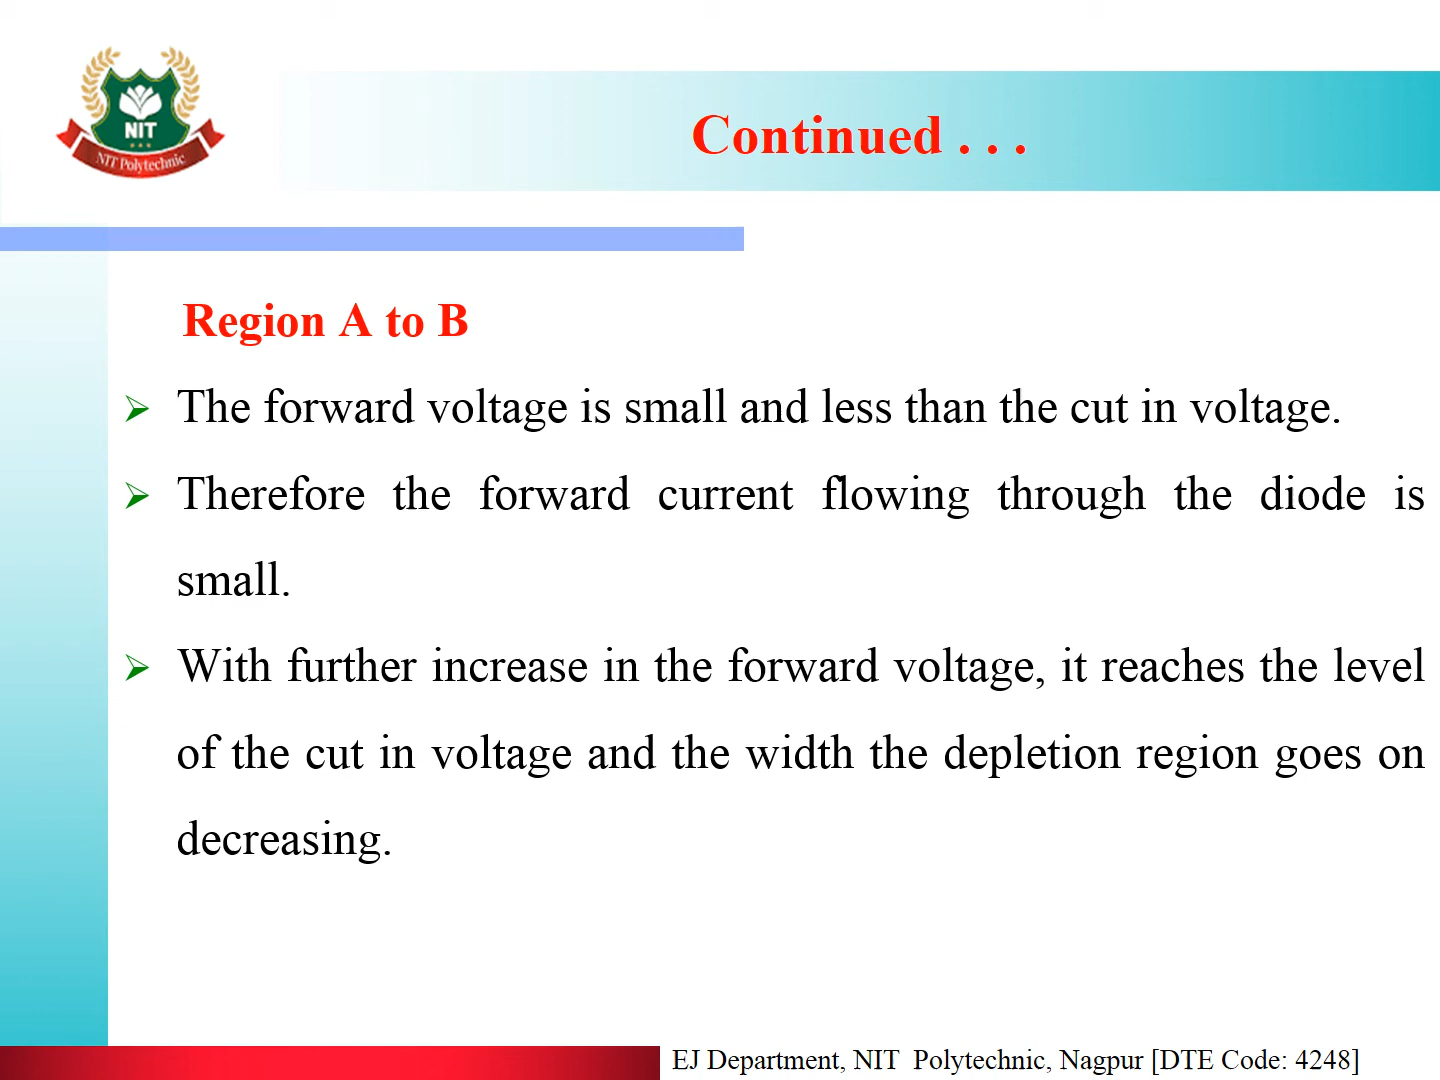 NIT
NIT Polytechnic
Continued . . .
Region A to B
The forward voltage is small and less than the cut in voltage.
Therefore the forward current flowing through the diode is
small.
With further increase in the forward voltage, it reaches the level
of the cut in voltage and the width the depletion region goes on
decreasing.
EJ Department, NIT  Polytechnic, Nagpur [DTE Code: 4248]